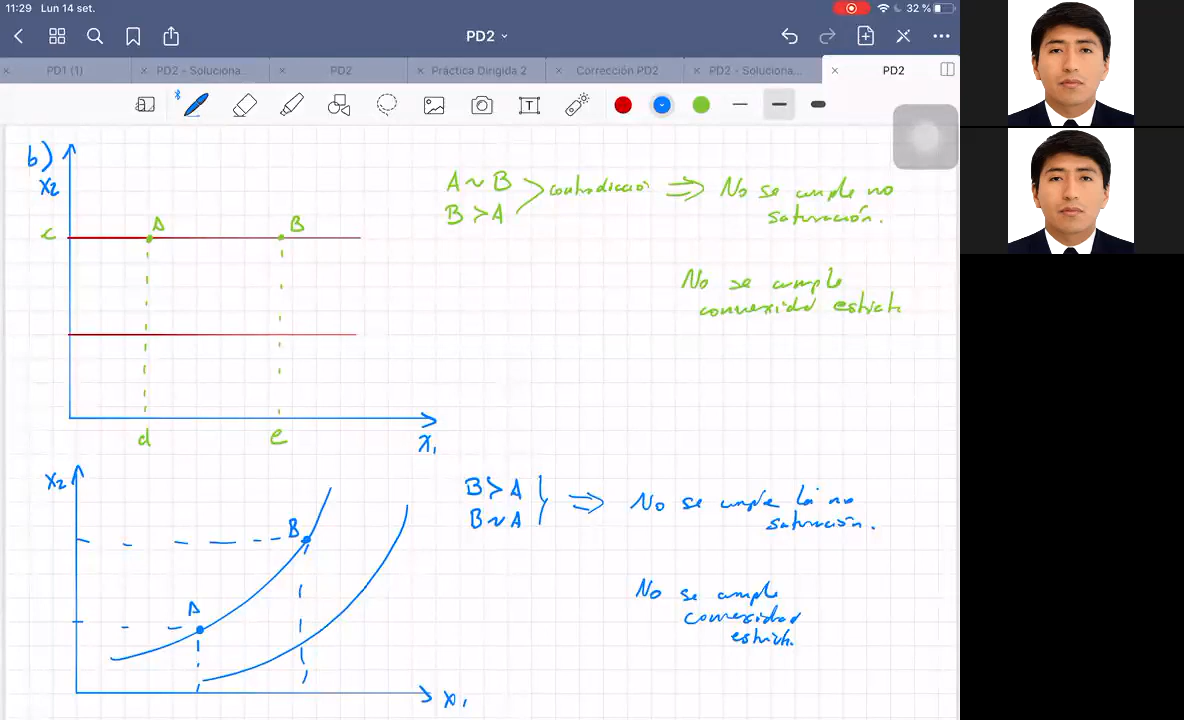 11:29 Lun 14 set.
32 %
PD2
PD1 (1)
PD2 - Soluciona...
PD2
Práctica Dirigida 2
Corrección PD2
PD2 - Soluciona...
PD2
T
b)
x2
c
A
B
d
e
x1
A ~ B
B > A
contradicción ⇒ No se cumple no
saturación.
No se cumple
convexidad estricta
x2
B
A
x1
B > A
B ~ A
⇒ No se cumple la no
saturación.
No se cumple
convexidad
estricta.